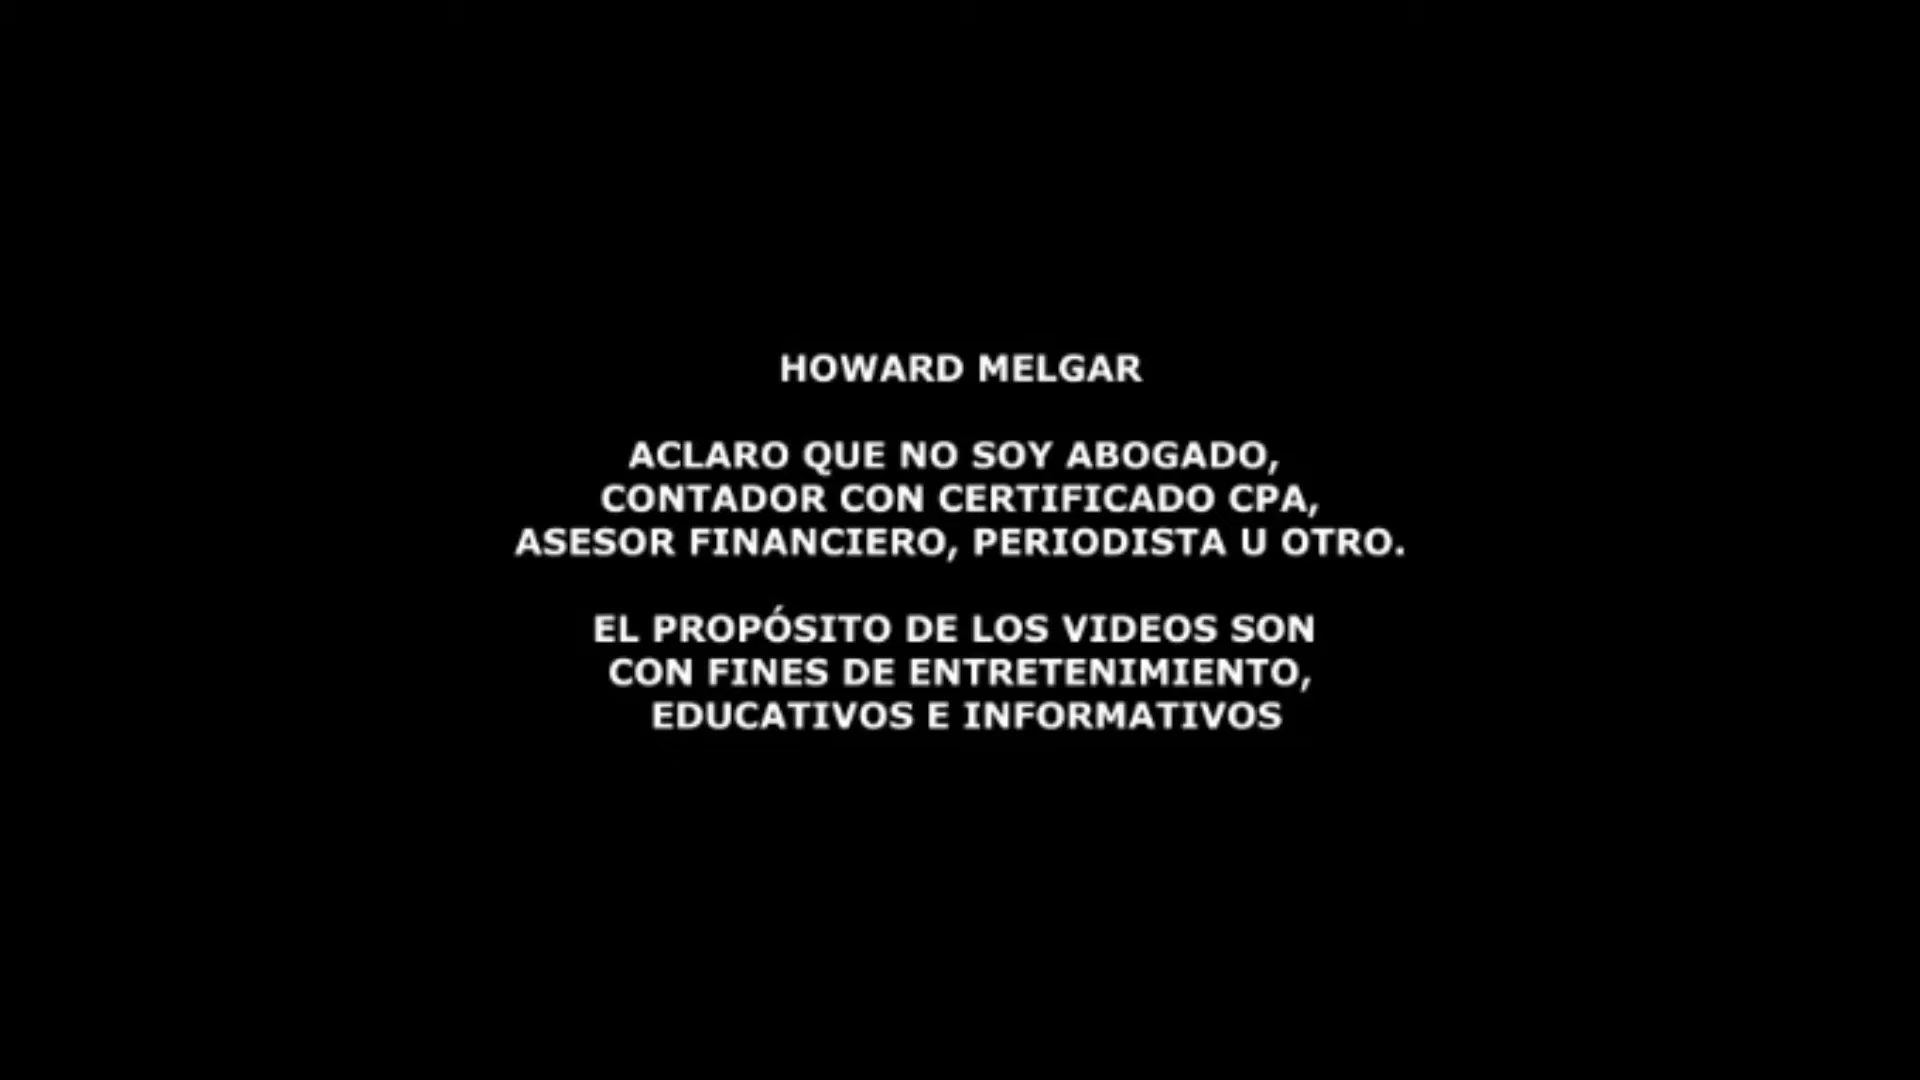 HOWARD MELGAR
ACLARO QUE NO SOY ABOGADO,
CONTADOR CON CERTIFICADO CPA,
ASESOR FINANCIERO, PERIODISTA U OTRO.
EL PROPÓSITO DE LOS VIDEOS SON
CON FINES DE ENTRETENIMIENTO,
EDUCATIVOS E INFORMATIVOS